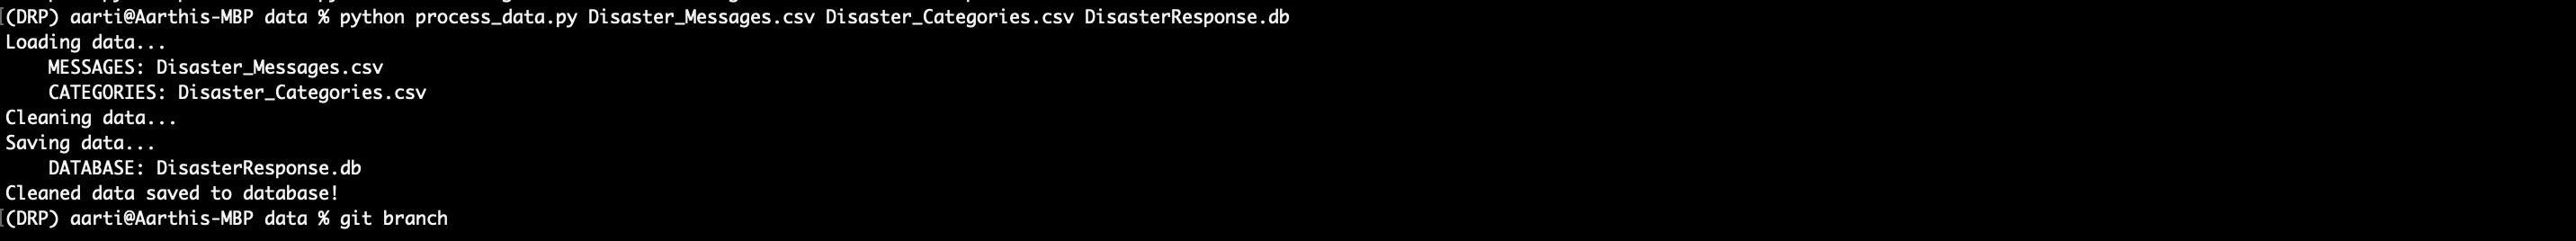 (DRP) aarti@Aarthis-MBP data % python process_data.py Disaster_Messages.csv Disaster_Categories.csv DisasterResponse.db
Loading data...
    MESSAGES: Disaster_Messages.csv
    CATEGORIES: Disaster_Categories.csv
Cleaning data...
Saving data...
    DATABASE: DisasterResponse.db
Cleaned data saved to database!
(DRP) aarti@Aarthis-MBP data % git branch